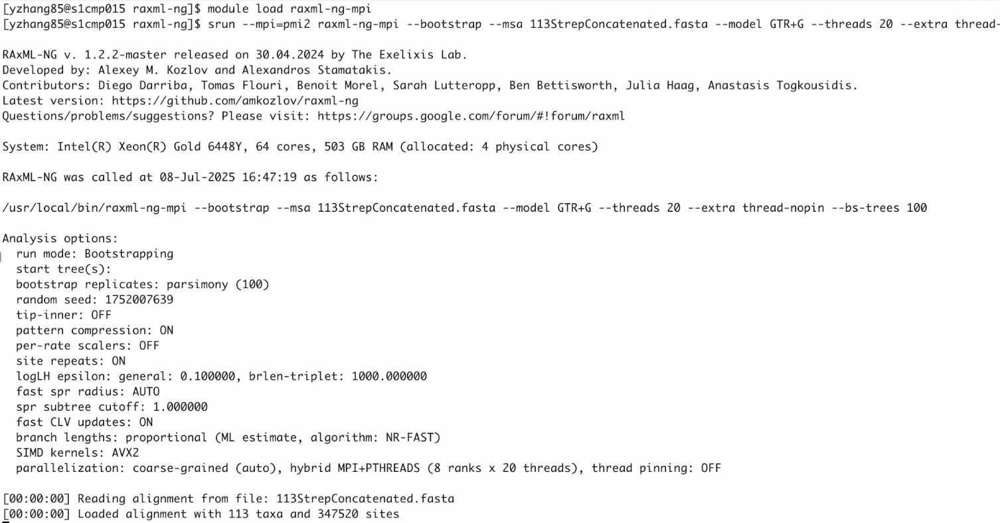 [yzhang85@s1cmp015 raxml-ng]$ module load raxml-ng-mpi
[yzhang85@s1cmp015 raxml-ng]$ srun --mpi=pmi2 raxml-ng-mpi --bootstrap --msa 113StrepConcatenated.fasta --model GTR+G --threads 20 --extra thread-
RAxML-NG v. 1.2.2-master released on 30.04.2024 by The Exelixis Lab.
Developed by: Alexey M. Kozlov and Alexandros Stamatakis.
Contributors: Diego Darriba, Tomas Flouri, Benoit Morel, Sarah Lutteropp, Ben Bettisworth, Julia Haag, Anastasis Togkousidis.
Latest version: https://github.com/amkozlov/raxml-ng
Questions/problems/suggestions? Please visit: https://groups.google.com/forum/#!forum/raxml
System: Intel(R) Xeon(R) Gold 6448Y, 64 cores, 503 GB RAM (allocated: 4 physical cores)
RAxML-NG was called at 08-Jul-2025 16:47:19 as follows:
/usr/local/bin/raxml-ng-mpi --bootstrap --msa 113StrepConcatenated.fasta --model GTR+G --threads 20 --extra thread-nopin --bs-trees 100
Analysis options:
run mode: Bootstrapping
start tree(s):
bootstrap replicates: parsimony (100)
random seed: 1752007639
tip-inner: OFF
pattern compression: ON
per-rate scalers: OFF
site repeats: ON
logLH epsilon: general: 0.100000, brlen-triplet: 1000.000000
fast spr radius: AUTO
spr subtree cutoff: 1.000000
fast CLV updates: ON
branch lengths: proportional (ML estimate, algorithm: NR-FAST)
SIMD kernels: AVX2
parallelization: coarse-grained (auto), hybrid MPI+PTHREADS (8 ranks x 20 threads), thread pinning: OFF
[00:00:00] Reading alignment from file: 113StrepConcatenated.fasta
[00:00:00] Loaded alignment with 113 taxa and 347520 sites